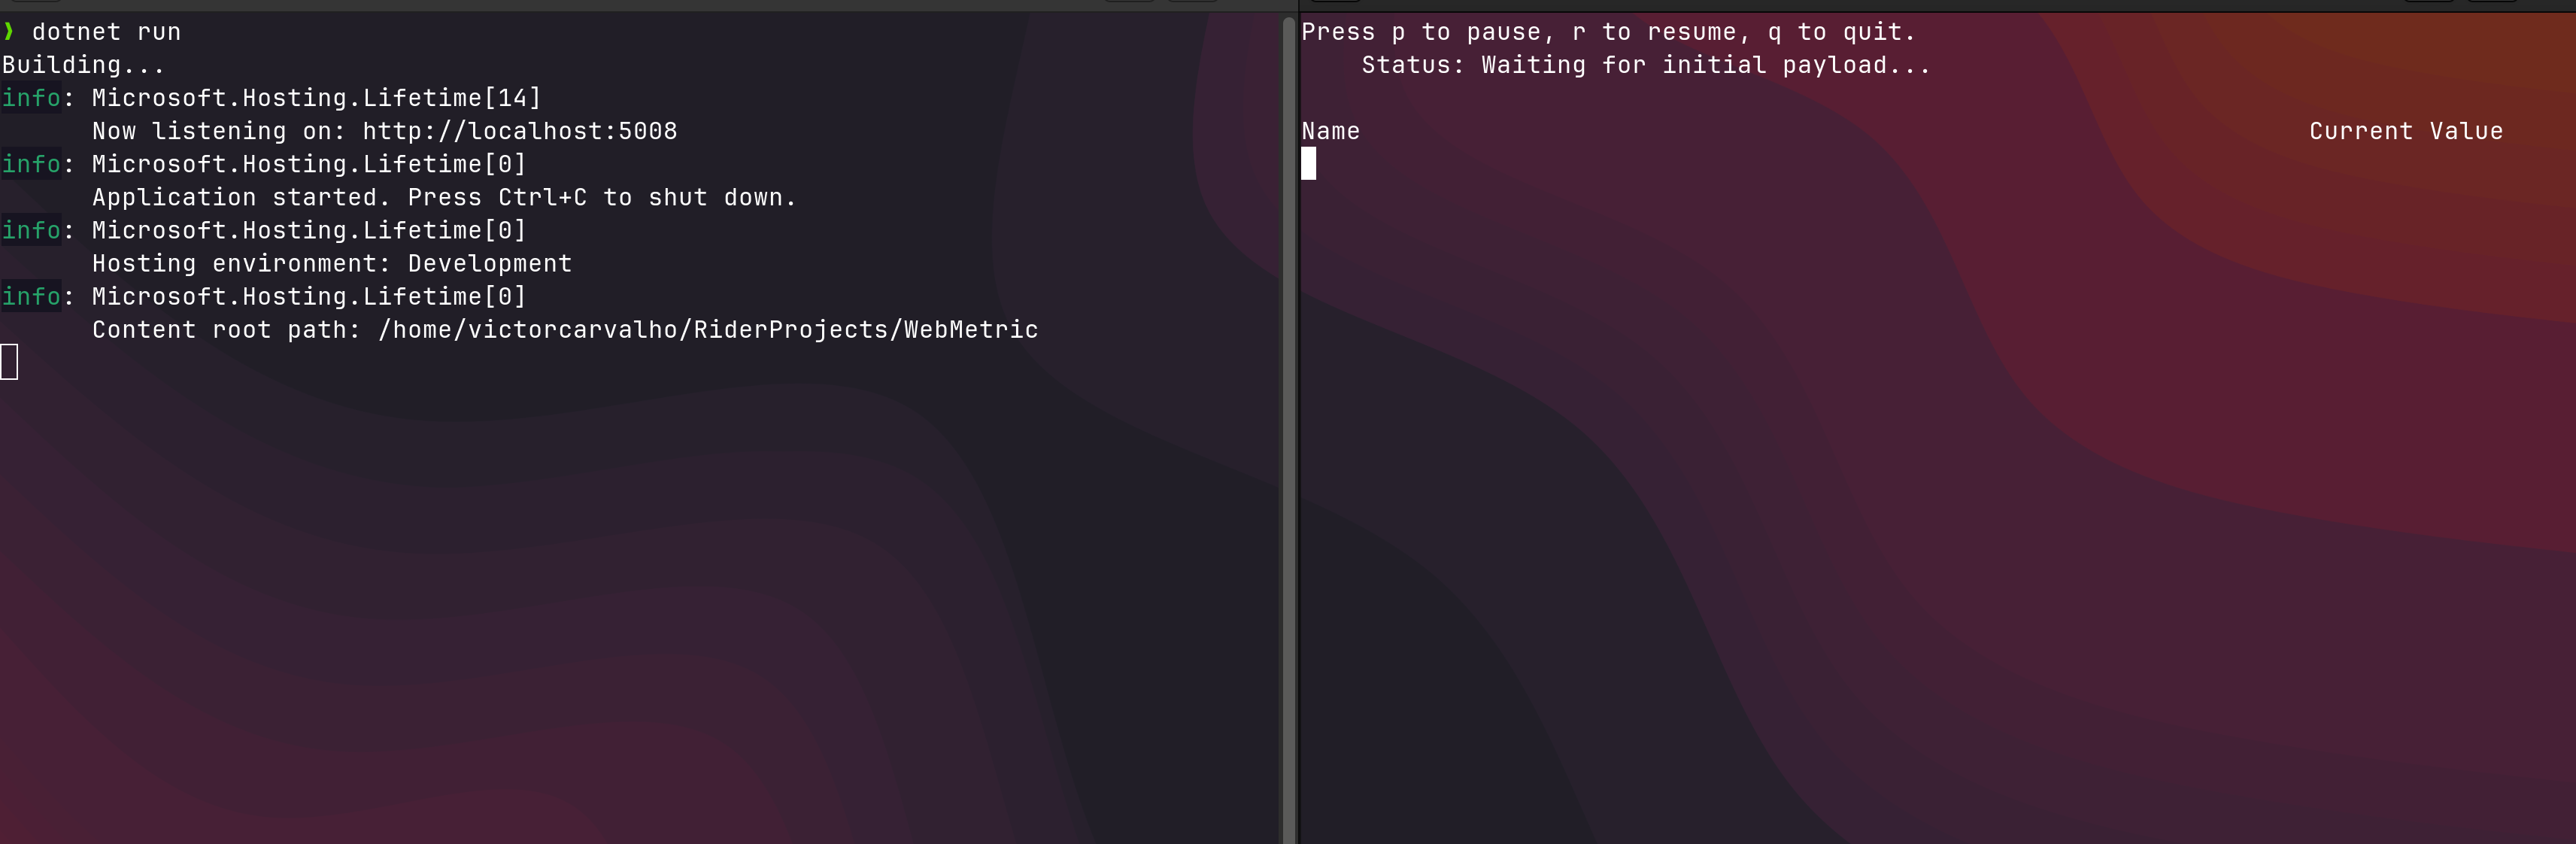 ❯ dotnet run
Building...
info: Microsoft.Hosting.Lifetime[14]
      Now listening on: http://localhost:5008
info: Microsoft.Hosting.Lifetime[0]
      Application started. Press Ctrl+C to shut down.
info: Microsoft.Hosting.Lifetime[0]
      Hosting environment: Development
info: Microsoft.Hosting.Lifetime[0]
      Content root path: /home/victorcarvalho/RiderProjects/WebMetric
Press p to pause, r to resume, q to quit.
    Status: Waiting for initial payload...
Name Current Value